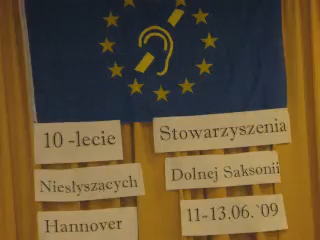 10 -lecie Stowarzyszenia
Niesłyszacych Dolnej Saksonii
Hannover 11-13.06.`09